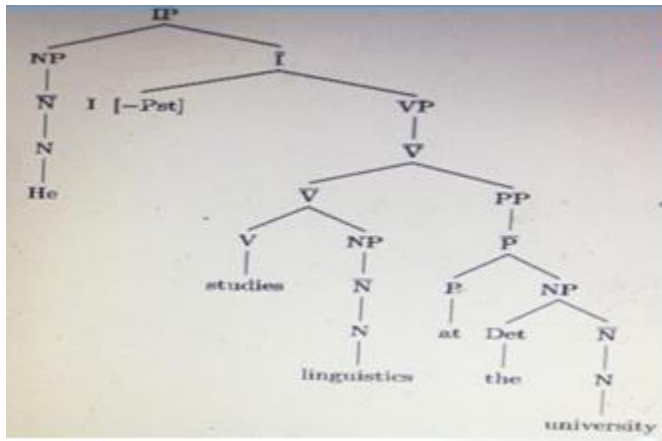 IP
NP Ī
N̄ I [−Pst] VP
N V̄
He V̄ PP
V NP P̄
studies N̄ P NP
N at Det N̄
linguistics the N
university